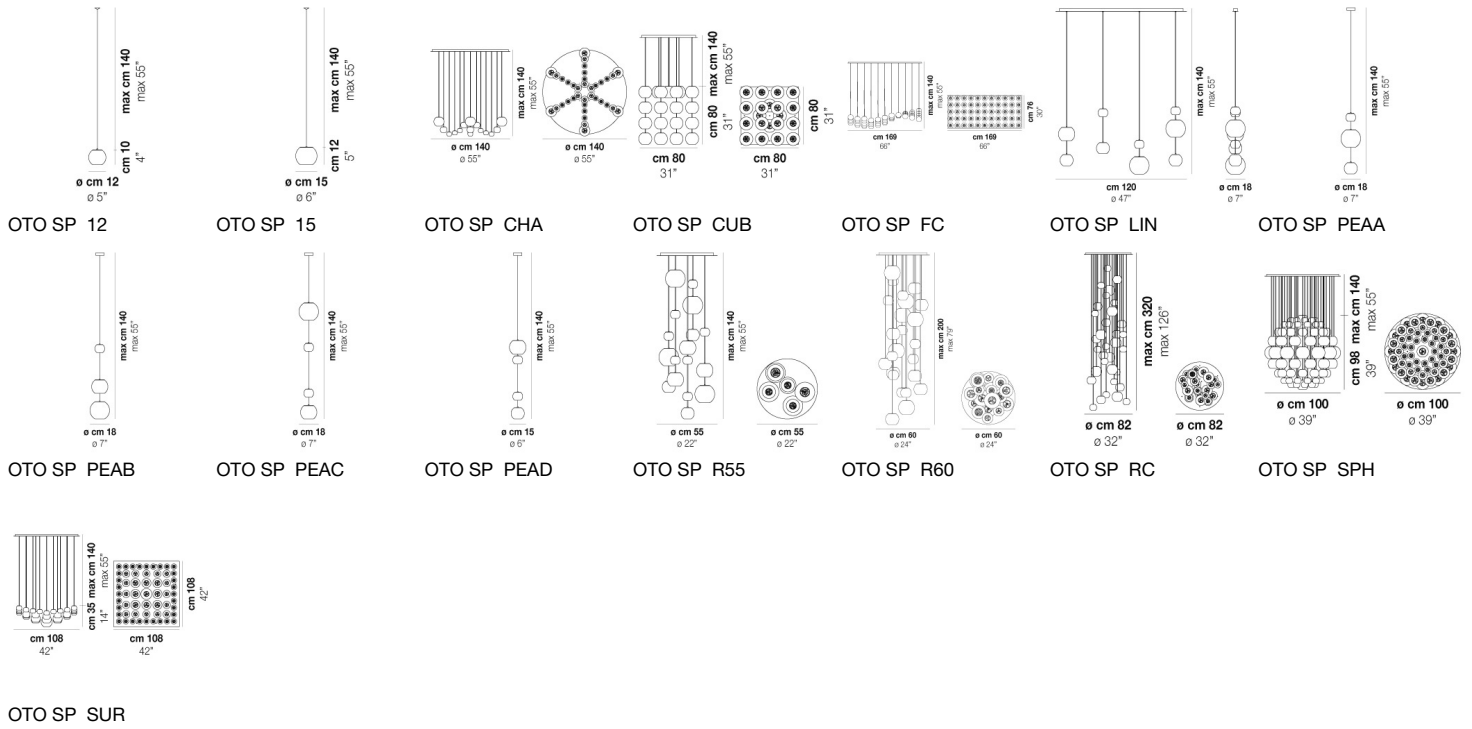 max cm 140
max 55"
cm 10
4"
ø cm 12
ø 5"
OTO SP 12
max cm 140
max 55"
cm 12
5"
ø cm 15
ø 6"
OTO SP 15
max cm 140
max 55"
ø cm 140
ø 55"
ø cm 140
ø 55"
OTO SP CHA
max cm 140
max 55"
cm 80
31"
cm 80
31"
cm 80
31"
cm 80
31"
OTO SP CUB
max cm 140
max 55"
cm 169
66"
cm 76
30"
cm 169
66"
OTO SP FC
max cm 140
max 55"
cm 120
ø 47"
ø cm 18
ø 7"
OTO SP LIN
max cm 140
max 55"
ø cm 18
ø 7"
OTO SP PEAA
max cm 140
max 55"
ø cm 18
ø 7"
OTO SP PEAB
max cm 140
max 55"
ø cm 18
ø 7"
OTO SP PEAC
max cm 140
max 55"
ø cm 15
ø 6"
OTO SP PEAD
max cm 140
max 55"
ø cm 55
ø 22"
ø cm 55
ø 22"
OTO SP R55
max cm 200
max 79"
ø cm 60
ø 24"
ø cm 60
ø 24"
OTO SP R60
max cm 320
max 126"
ø cm 82
ø 32"
ø cm 82
ø 32"
OTO SP RC
max cm 140
max 55"
cm 98
39"
ø cm 100
ø 39"
ø cm 100
ø 39"
OTO SP SPH
max cm 140
max 55"
cm 35
14"
cm 108
42"
cm 108
42"
cm 108
42"
OTO SP SUR